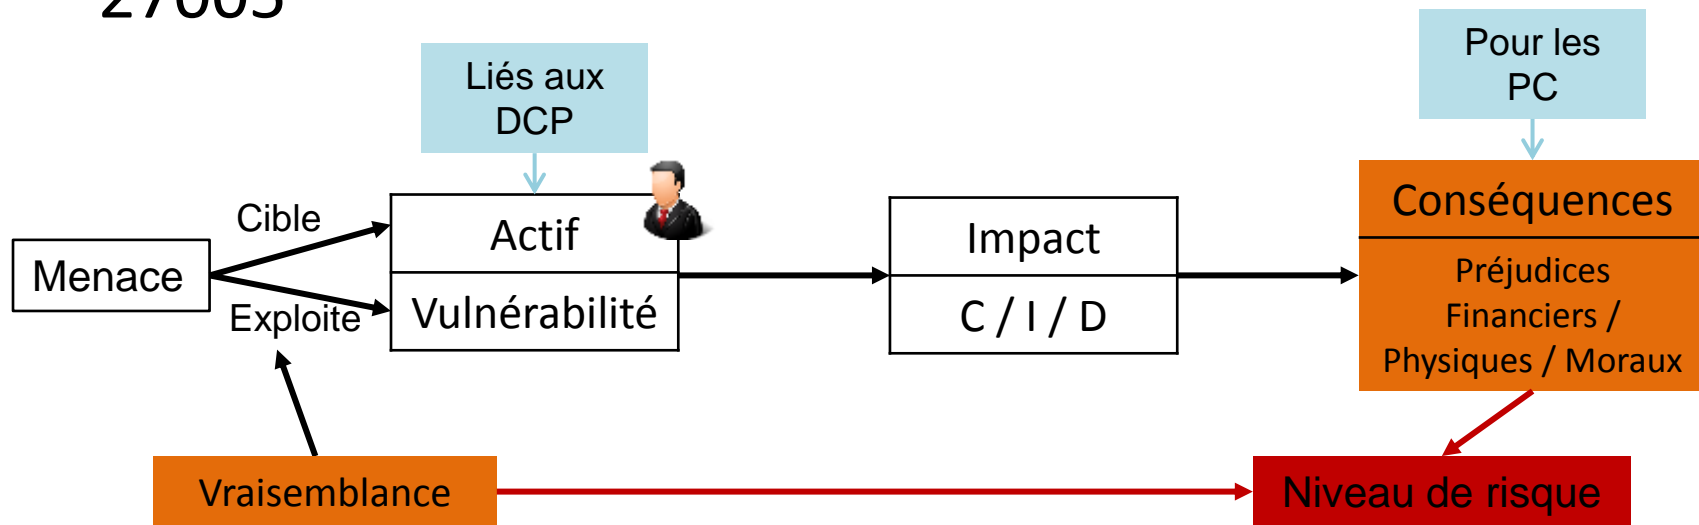 27005
Pour les
PC
Liés aux
DCP
Conséquences
Cible
Actif
Impact
Menace
Préjudices
Financiers /
Physiques / Moraux
Exploite
Vulnérabilité
C / I / D
Vraisemblance
Niveau de risque